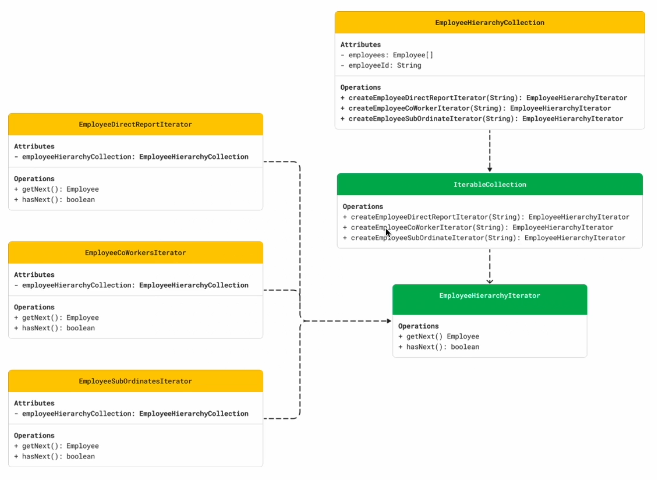 EmployeeHierarchyCollection
Attributes
- employees: Employee[]
- employeeId: String
Operations
+ createEmployeeDirectReportIterator(String): EmployeeHierarchyIterator
+ createEmployeeCoWorkerIterator(String): EmployeeHierarchyIterator
+ createEmployeeSubOrdinateIterator(String): EmployeeHierarchyIterator
EmployeeDirectReportIterator
Attributes
- employeeHierarchyCollection: EmployeeHierarchyCollection
Operations
+ getNext(): Employee
+ hasNext(): boolean
IterableCollection
Operations
+ createEmployeeDirectReportIterator(String): EmployeeHierarchyIterator
+ createEmployeeCoWorkerIterator(String): EmployeeHierarchyIterator
+ createEmployeeSubOrdinateIterator(String): EmployeeHierarchyIterator
EmployeeCoWorkersIterator
Attributes
- employeeHierarchyCollection: EmployeeHierarchyCollection
Operations
+ getNext(): Employee
+ hasNext(): boolean
EmployeeHierarchyIterator
Operations
+ getNext() Employee
+ hasNext(): boolean
EmployeeSubOrdinatesIterator
Attributes
- employeeHierarchyCollection: EmployeeHierarchyCollection
Operations
+ getNext(): Employee
+ hasNext(): boolean